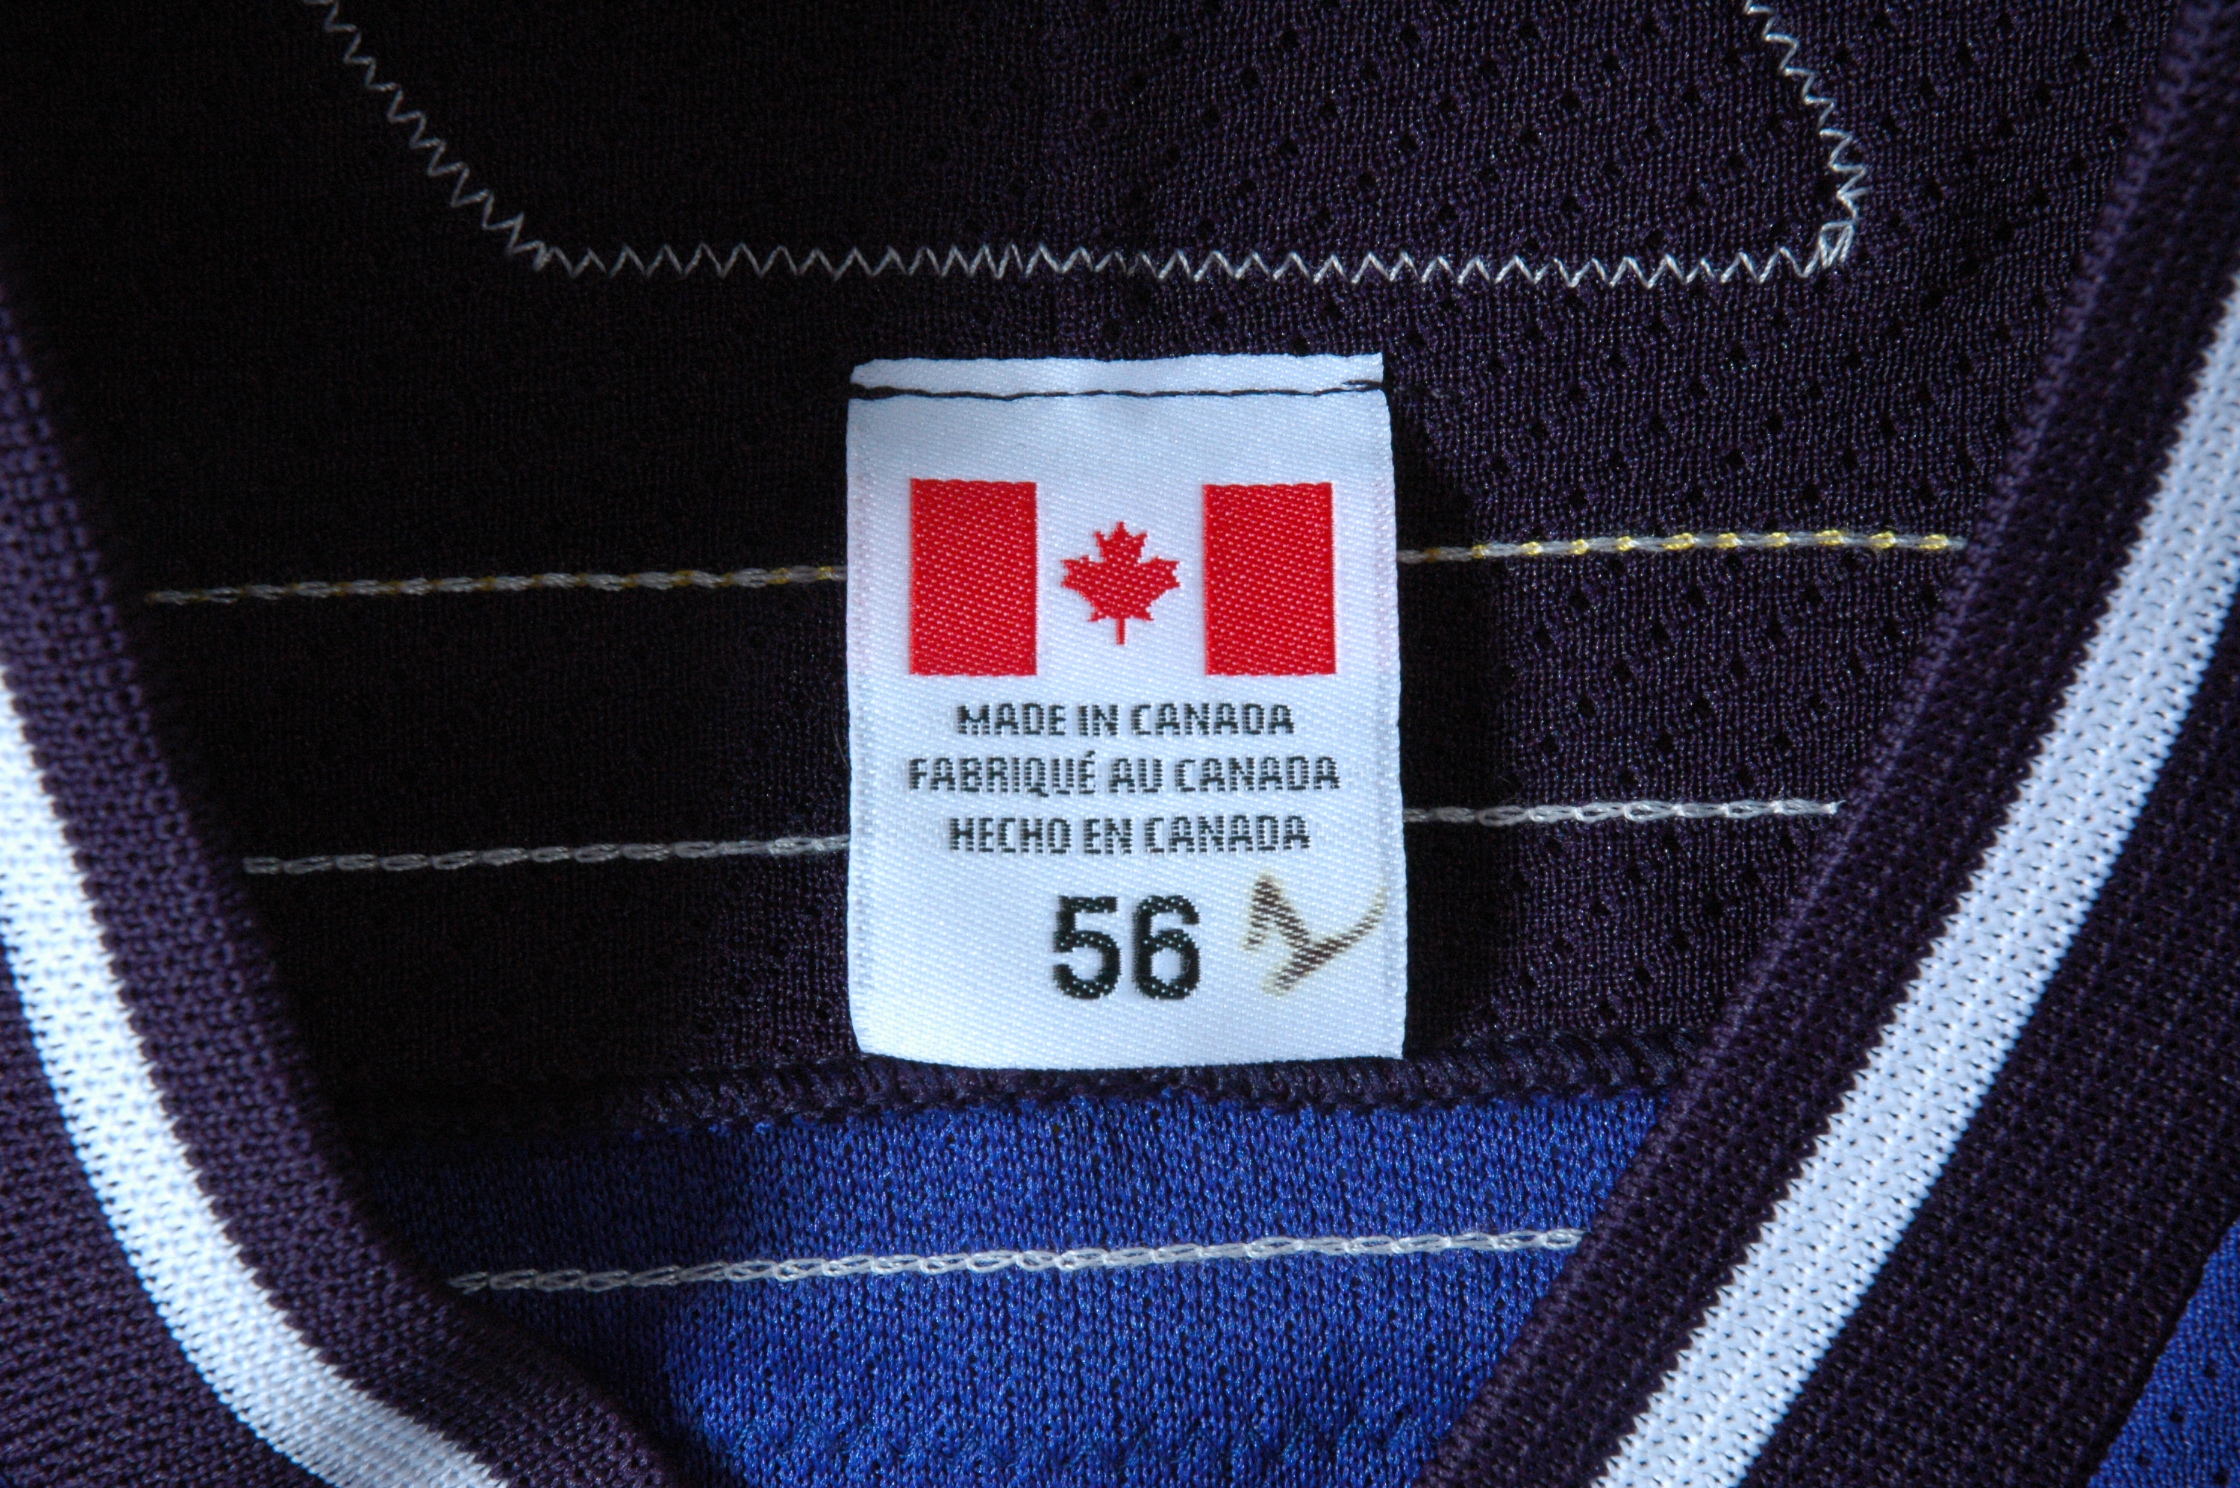 MADE IN CANADA
FABRIQUÉ AU CANADA
HECHO EN CANADA
56